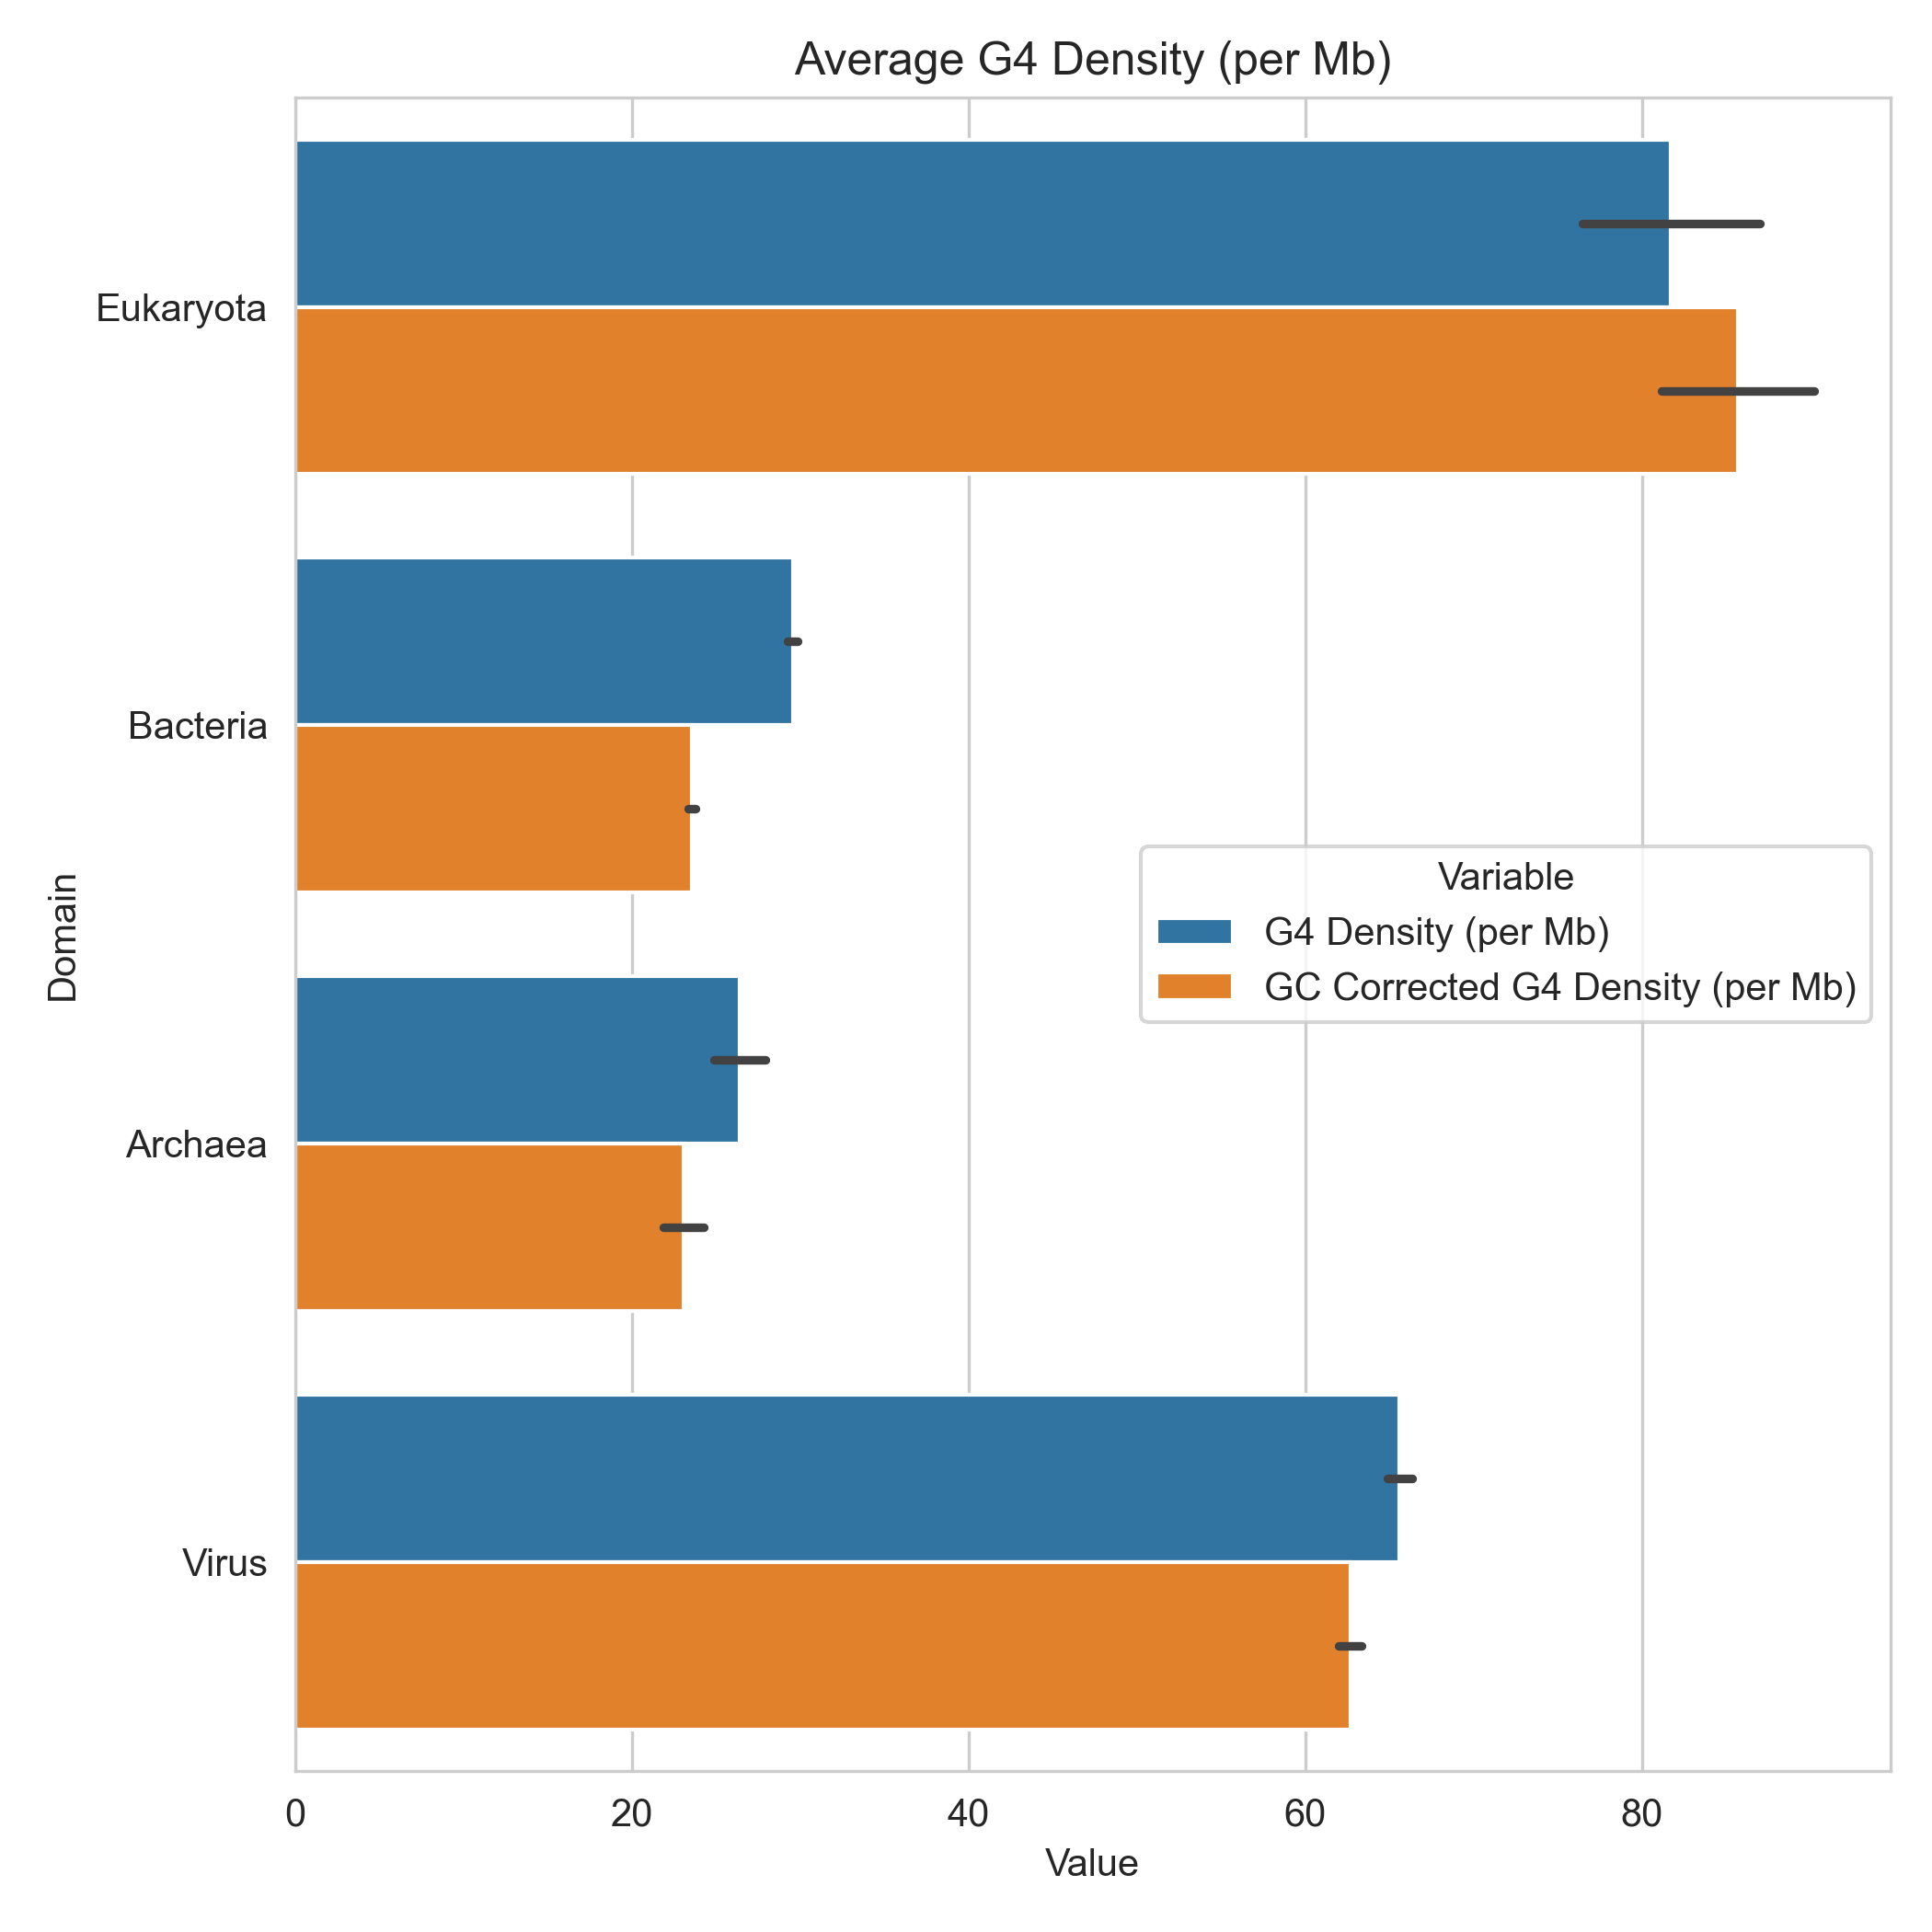 Average G4 Density (per Mb)
Eukaryota
Bacteria
Archaea
Virus
Domain
Variable
G4 Density (per Mb)
GC Corrected G4 Density (per Mb)
0 20 40 60 80
Value